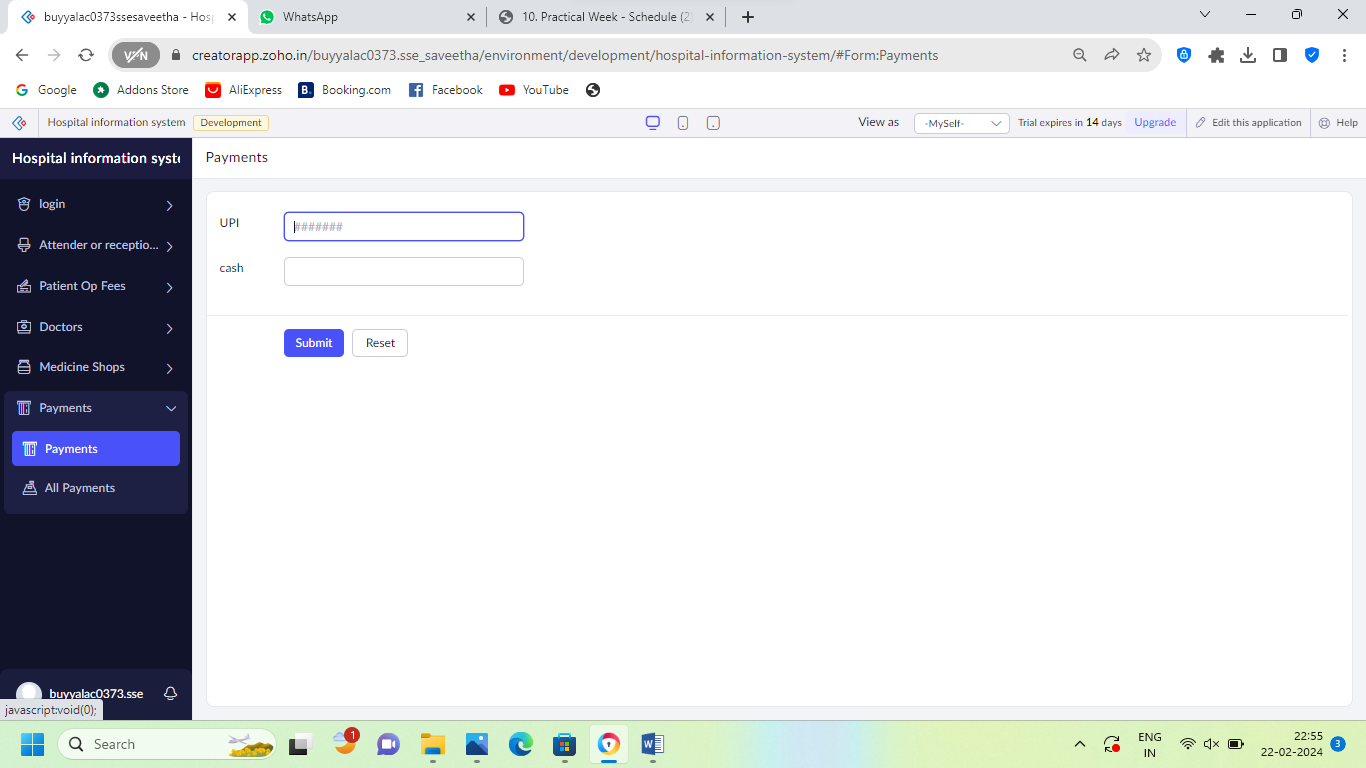 buyyalac0373ssesaveetha - Hosp
WhatsApp
10. Practical Week - Schedule (2)
VPN
creatorapp.zoho.in/buyyalac0373.sse_saveetha/environment/development/hospital-information-system/#Form:Payments
Google
Addons Store
AliExpress
B.
Booking.com
Facebook
YouTube
Hospital information system
Development
View as
-MySelf-
Trial expires in 14 days
Upgrade
Edit this application
Help
Hospital information syste
Payments
login
Attender or receptio...
Patient Op Fees
Doctors
Medicine Shops
Payments
Payments
All Payments
UPI
#######
cash
Submit
Reset
buyyalac0373.sse
javascript:void(0);
Search
1
ENG
IN
22:55
22-02-2024
3